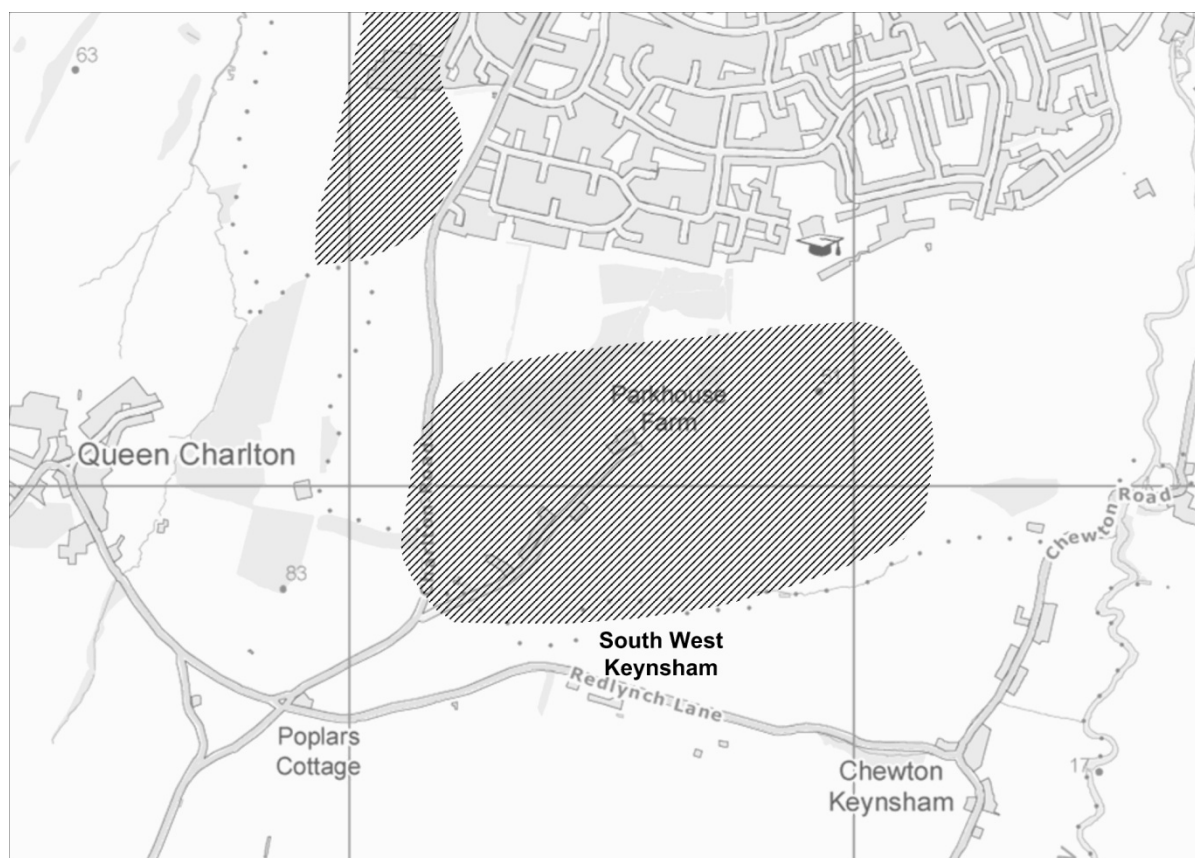 63
Parkhouse
Farm
Queen Charlton
Charlton Road
Chewton Road
83
South West
Keynsham
Redlynch Lane
Poplars
Cottage
Chewton
Keynsham
17